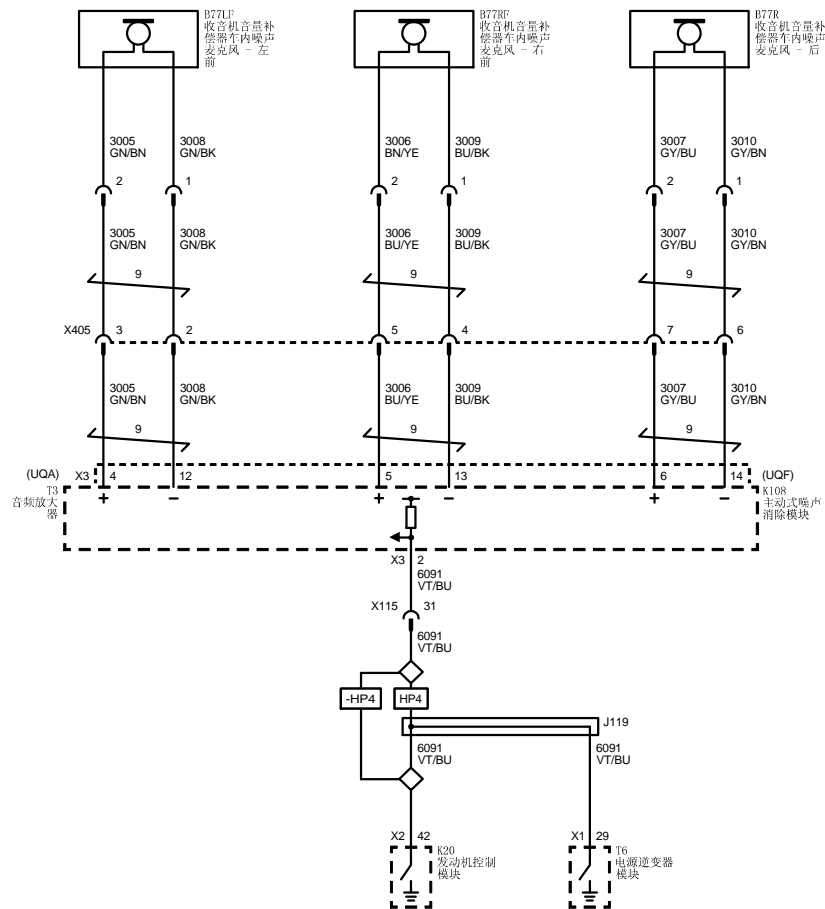 B77LF
收音机音量补
偿器车内噪声
麦克风 - 左
前
B77RF
收音机音量补
偿器车内噪声
麦克风 - 右
前
B77R
收音机音量补
偿器车内噪声
麦克风 - 后
3005
GN/BN
3008
GN/BK
3006
BN/YE
3009
BU/BK
3007
GY/BU
3010
GY/BN
2 1 2 1 2 1
3005
GN/BN
3008
GN/BK
3006
BU/YE
3009
BU/BK
3007
GY/BU
3010
GY/BN
9 9 9
X405 3 2 5 4 7 6
3005
GN/BN
3008
GN/BK
3006
BU/YE
3009
BU/BK
3007
GY/BU
3010
GY/BN
9 9 9
(UQA) X3 4 12 5 13 6 14 (UQF)
T3
音频放大
器
+ − + − + −
K108
主动式噪声
消除模块
X3 2
6091
VT/BU
X115 31
6091
VT/BU
-HP4 HP4
J119
6091
VT/BU
6091
VT/BU
X2 42
K20
发动机控制
模块
X1 29
T6
电源逆变器
模块